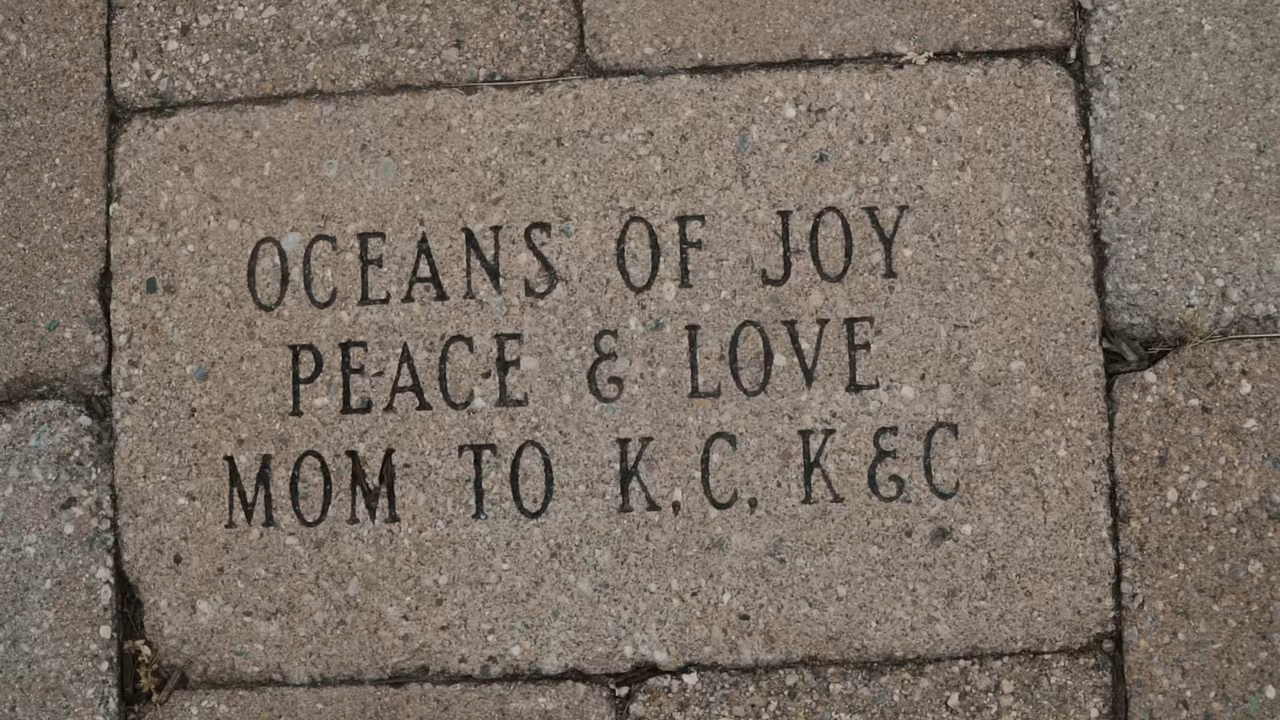 OCEANS OF JOY
PEACE & LOVE
MOM TO K, C, K & C